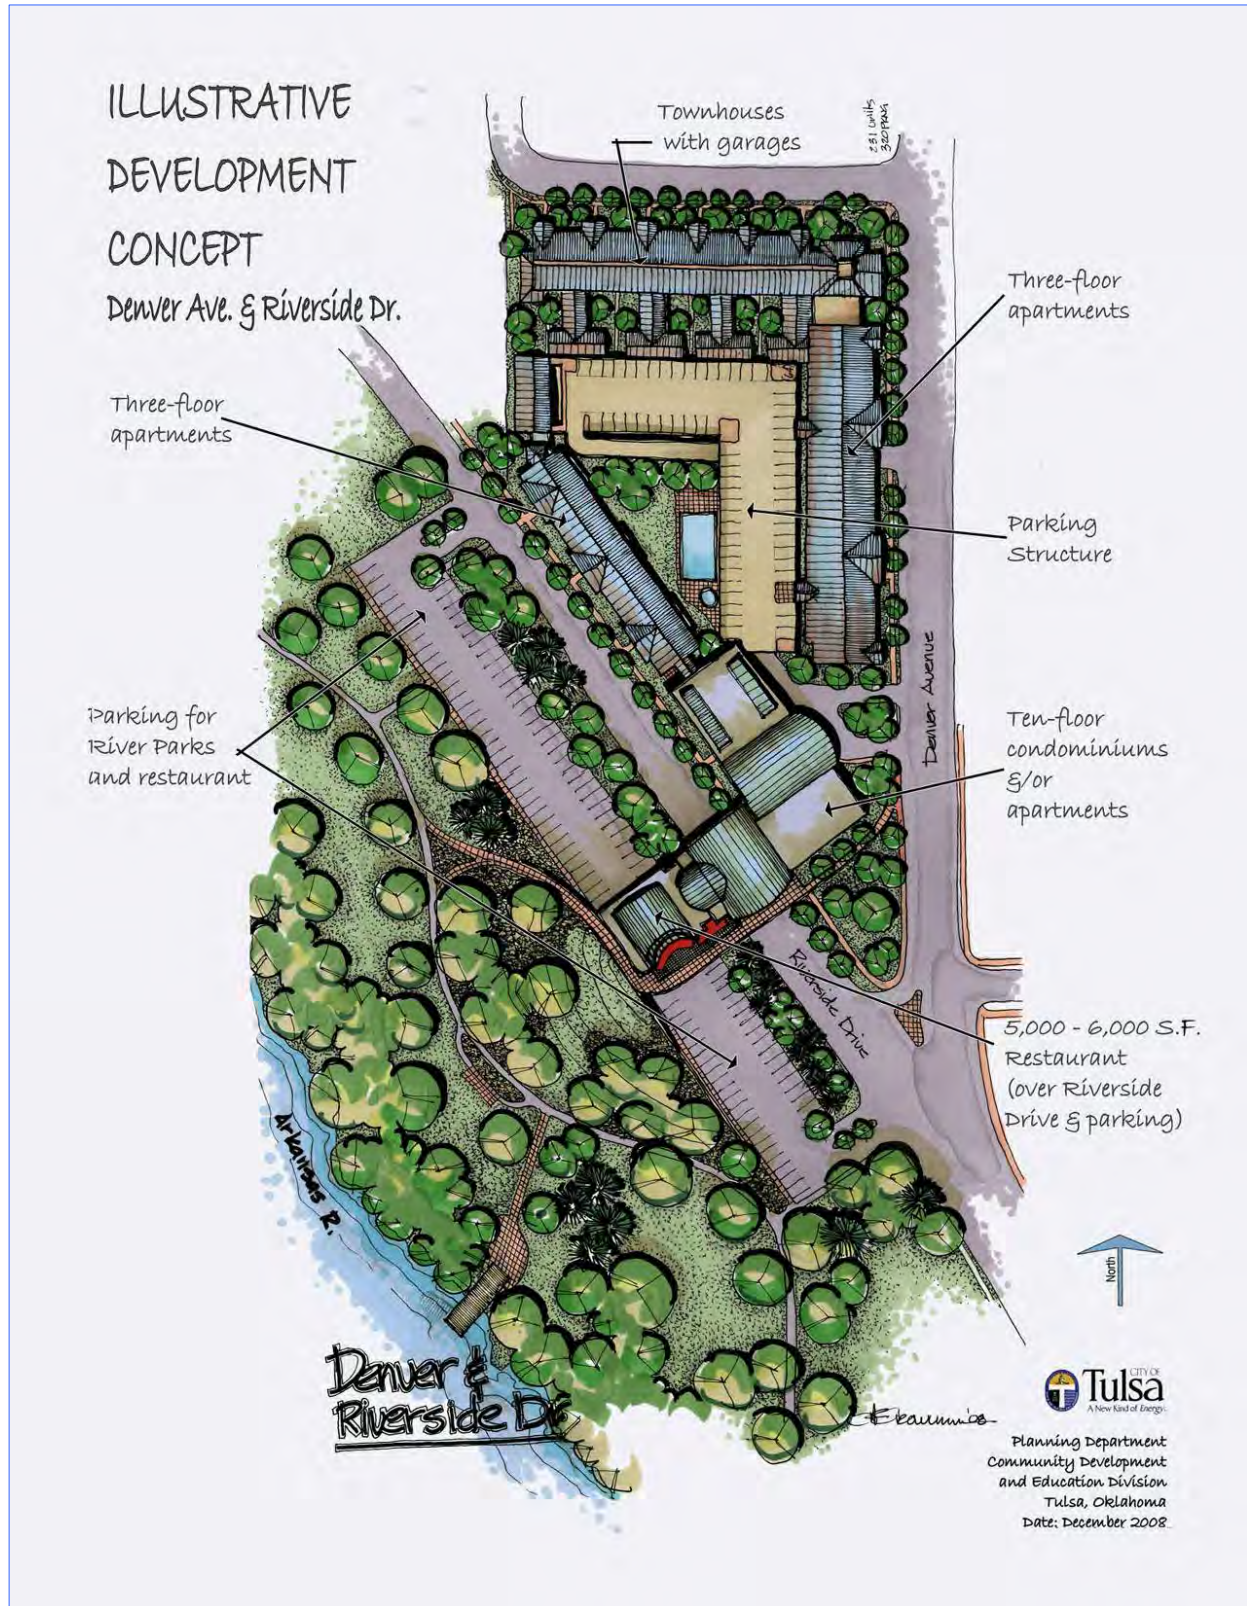 ILLUSTRATIVE
DEVELOPMENT
CONCEPT
Denver Ave. & Riverside Dr.
Townhouses
with garages
231 Units
320 PKNG
Three-floor
apartments
Three-floor
apartments
Parking
Structure
Denver Avenue
Parking for
River Parks
and restaurant
Ten-floor
condominiums
&/or
apartments
Riverside Drive
5,000 - 6,000 S.F.
Restaurant
(over Riverside
Drive & parking)
Arkansas R.
North
Denver &
Riverside Dr
CITY OF
Tulsa
A New Kind of Energy
Planning Department
Community Development
and Education Division
Tulsa, Oklahoma
Date: December 2008